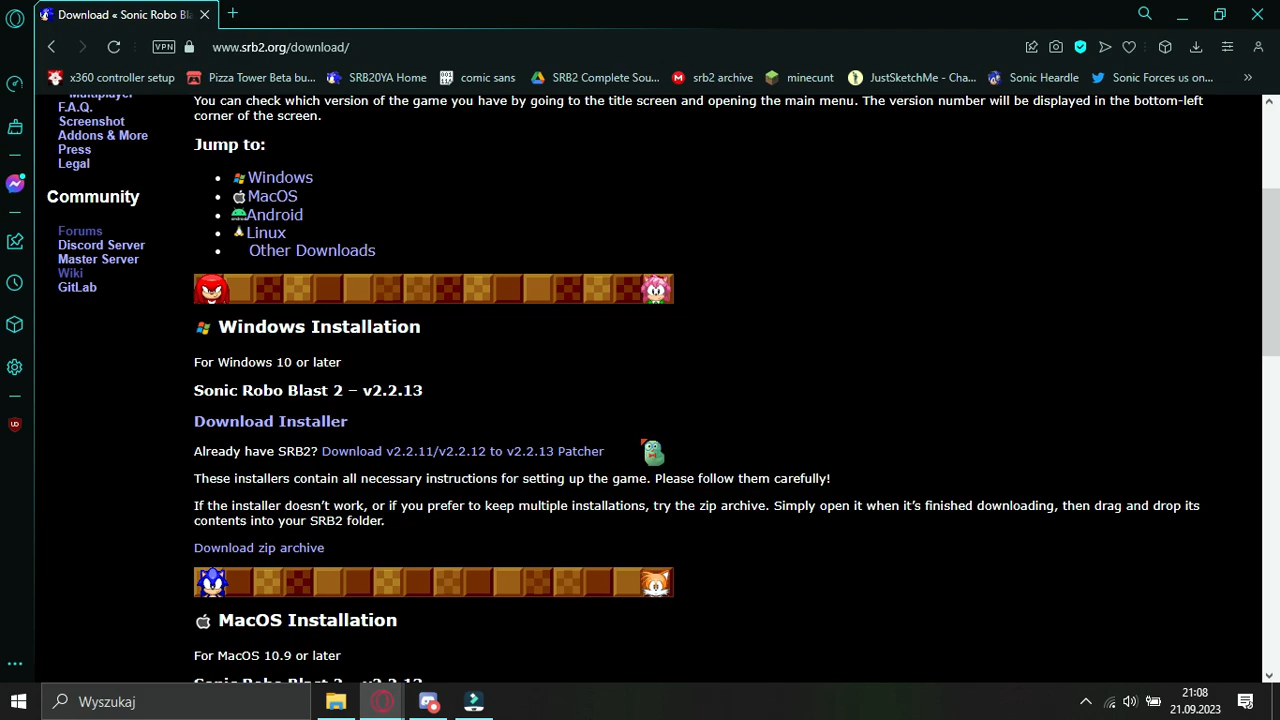 Download « Sonic Robo Bla
VPN
www.srb2.org/download/
x360 controller setup
Pizza Tower Beta bu...
SRB20YA Home
comic sans
SRB2 Complete Sou...
srb2 archive
minecunt
JustSketchMe - Cha...
Sonic Heardle
Sonic Forces us on...
Multiplayer
F.A.Q.
Screenshot
Addons & More
Press
Legal
Community
Forums
Discord Server
Master Server
Wiki
GitLab
You can check which version of the game you have by going to the title screen and opening the main menu. The version number will be displayed in the bottom-left
corner of the screen.
Jump to:
Windows
MacOS
Android
Linux
Other Downloads
Windows Installation
For Windows 10 or later
Sonic Robo Blast 2 – v2.2.13
Download Installer
Already have SRB2? Download v2.2.11/v2.2.12 to v2.2.13 Patcher
These installers contain all necessary instructions for setting up the game. Please follow them carefully!
If the installer doesn’t work, or if you prefer to keep multiple installations, try the zip archive. Simply open it when it’s finished downloading, then drag and drop its
contents into your SRB2 folder.
Download zip archive
MacOS Installation
For MacOS 10.9 or later
Sonic Robo Blast 2 – v2.2.13
Wyszukaj
21:08
21.09.2023